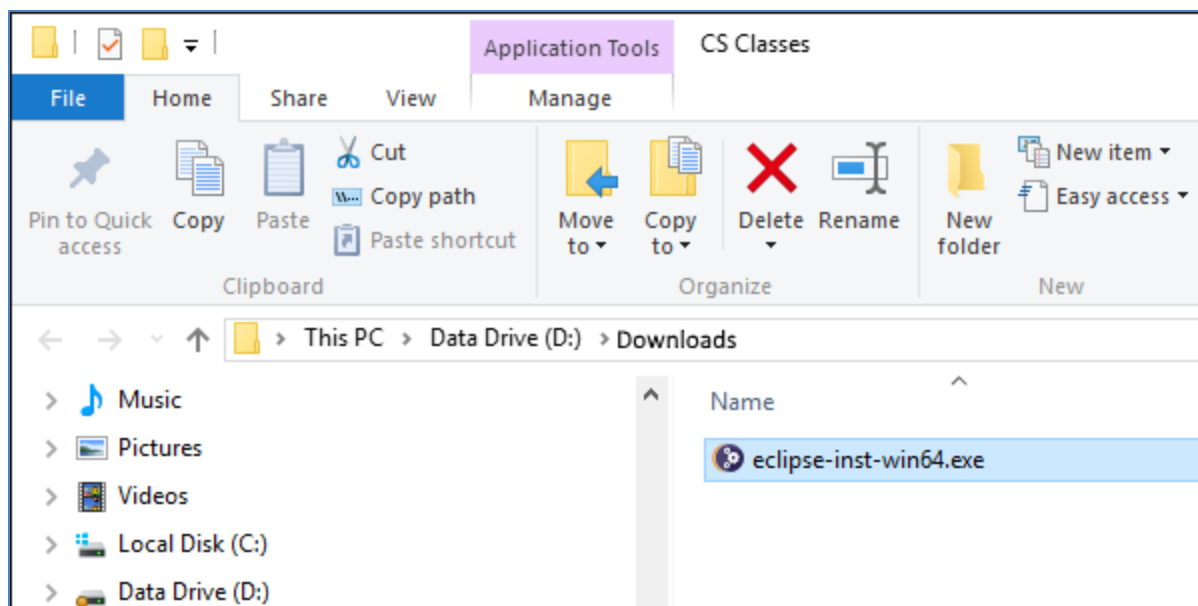 Application Tools
CS Classes
File
Home
Share
View
Manage
Pin to Quick
access
Copy
Paste
Cut
Copy path
Paste shortcut
Clipboard
Move
to
Copy
to
Delete
Rename
Organize
New
folder
New item
Easy access
New
This PC > Data Drive (D:) > Downloads
Music
Pictures
Videos
Local Disk (C:)
Data Drive (D:)
Name
eclipse-inst-win64.exe